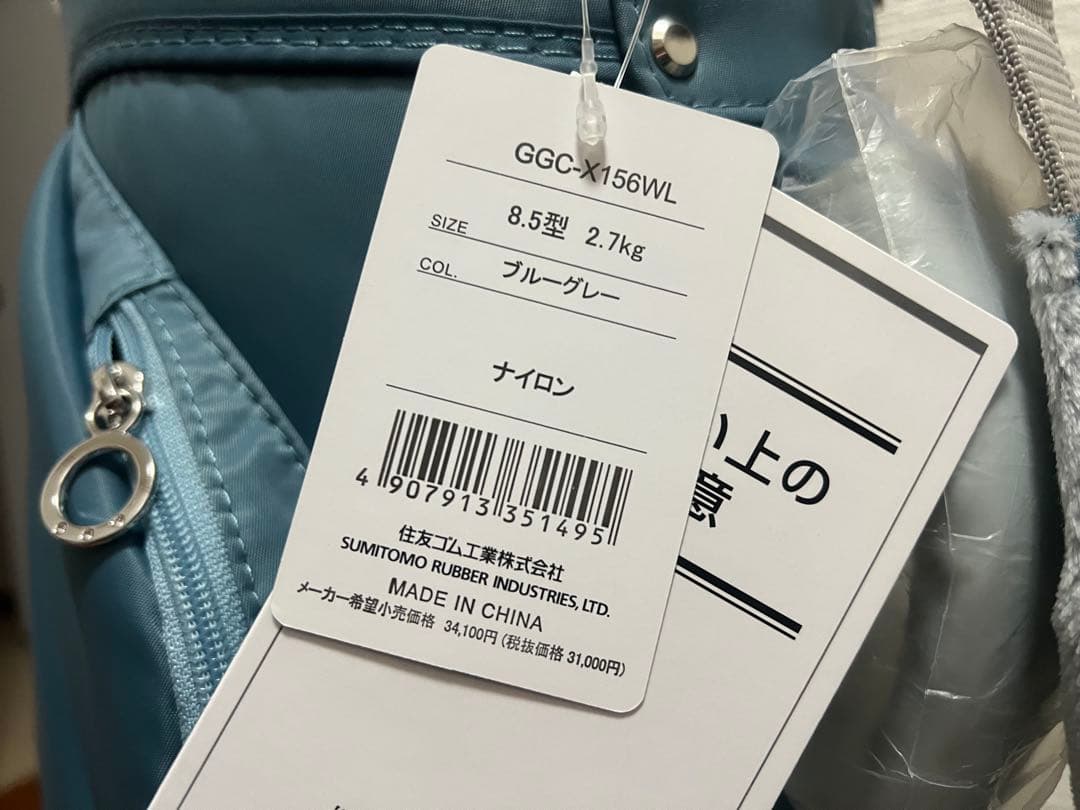 GGC-X156WL
SIZE 8.5型 2.7kg
COL. ブルーグレー
ナイロン
4 907913 351495
住友ゴム工業株式会社
SUMITOMO RUBBER INDUSTRIES, LTD.
MADE IN CHINA
メーカー希望小売価格 34,100円(税抜価格 31,000円)
い上の
意